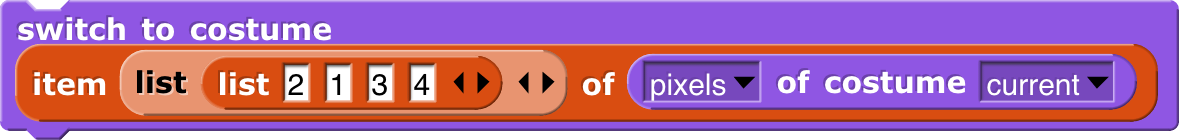 switch to costume
item list list 2 1 3 4 of pixels of costume current